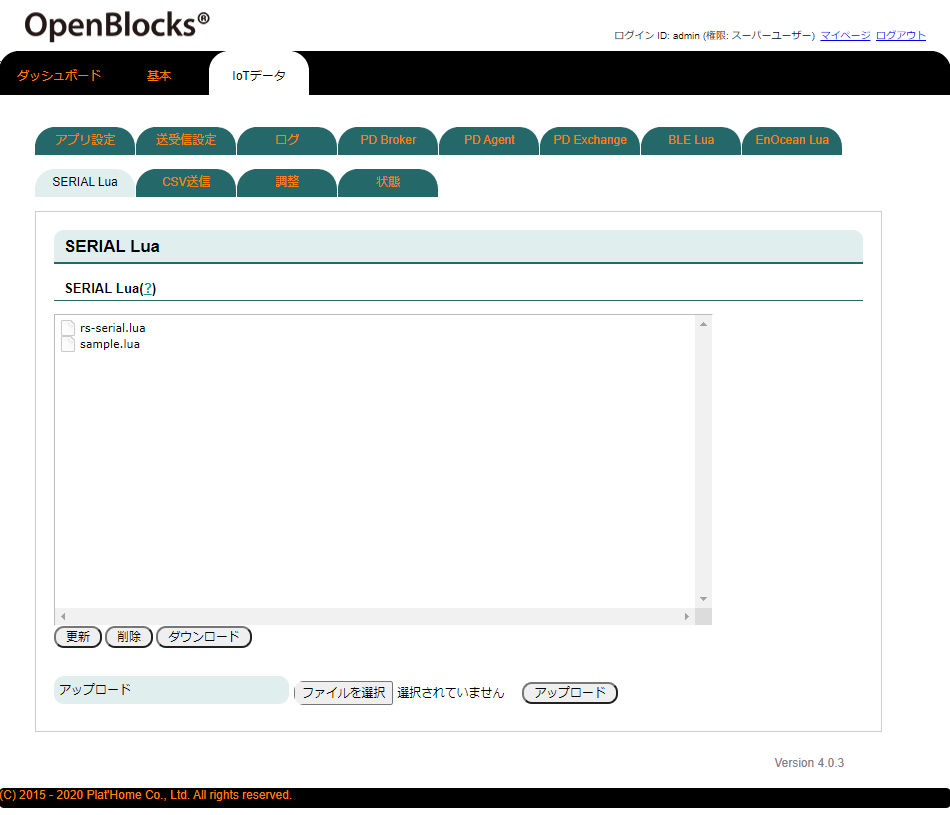 OpenBlocks®
ログイン ID: admin (権限: スーパーユーザー) マイページ ログアウト
ダッシュボード 基本 IoTデータ
アプリ設定 送受信設定 ログ PD Broker PD Agent PD Exchange BLE Lua EnOcean Lua
SERIAL Lua CSV送信 調整 状態
SERIAL Lua
SERIAL Lua(?)
rs-serial.lua
sample.lua
更新 削除 ダウンロード
アップロード ファイルを選択 選択されていません アップロード
Version 4.0.3
(C) 2015 - 2020 Plat'Home Co., Ltd. All rights reserved.